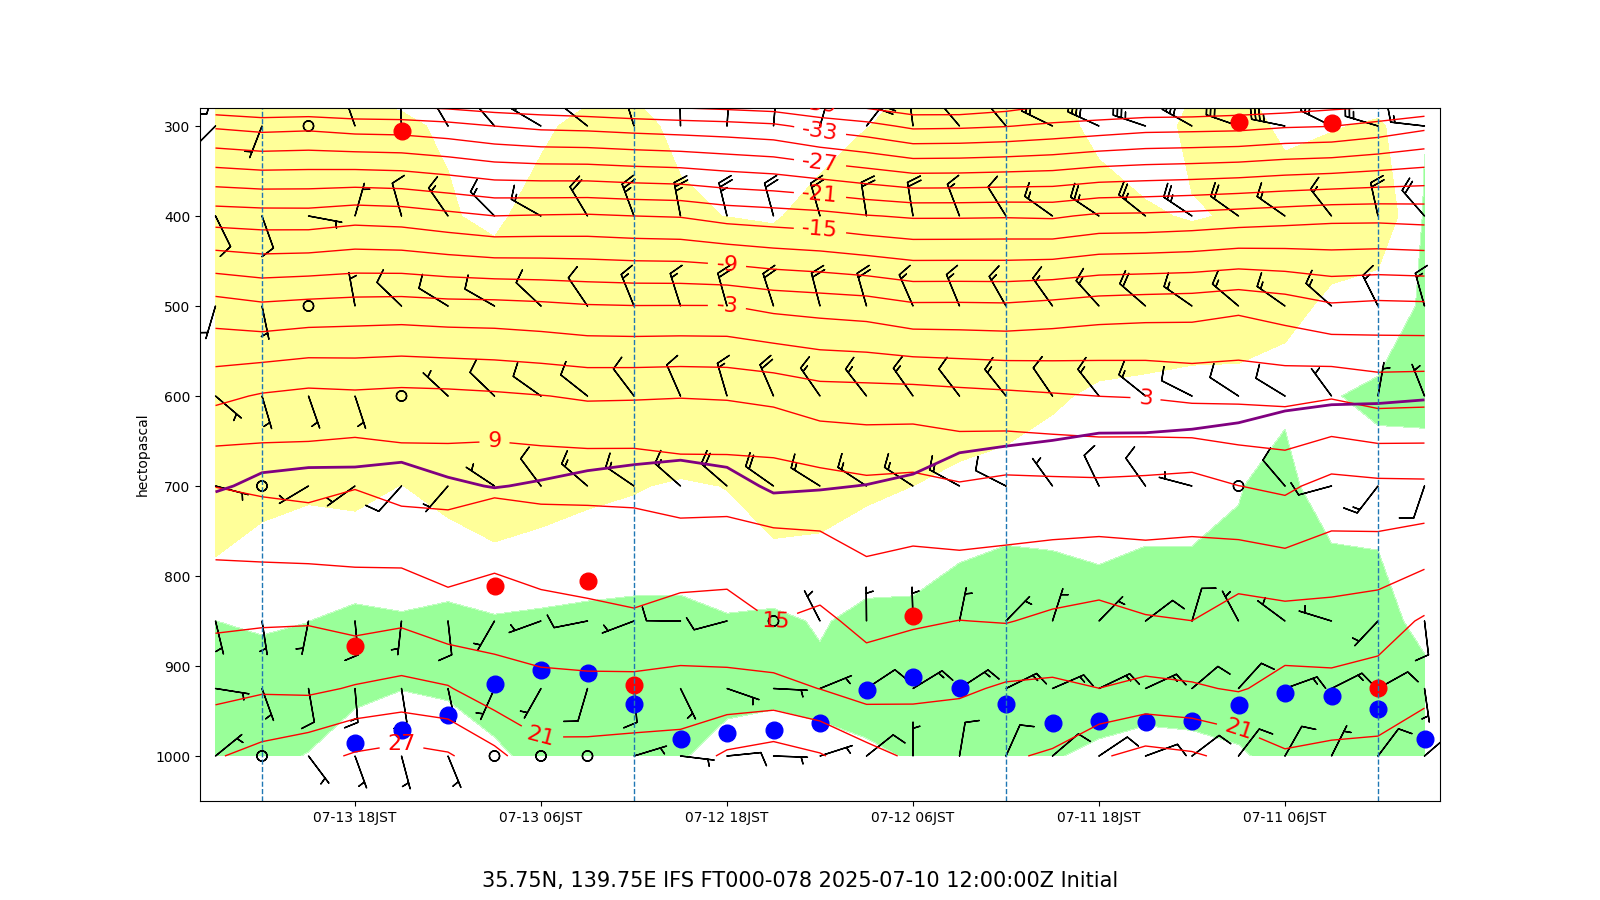 300
400
500
600
700
800
900
1000
hectopascal
-33
-27
-21
-15
-9
-3
3
9
15
21
21
27
07-13 18JST
07-13 06JST
07-12 18JST
07-12 06JST
07-11 18JST
07-11 06JST
35.75N, 139.75E IFS FT000-078 2025-07-10 12:00:00Z Initial